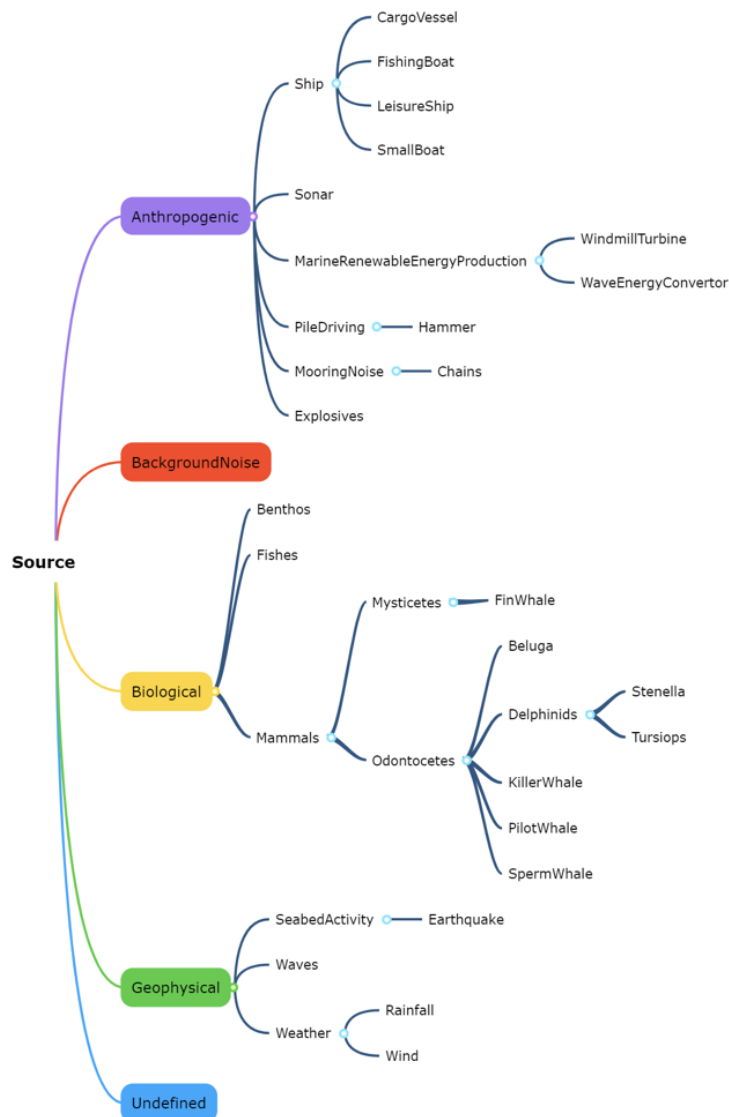 CargoVessel
FishingBoat
Ship
LeisureShip
SmallBoat
Sonar
Anthropogenic
WindmillTurbine
MarineRenewableEnergyProduction
WaveEnergyConvertor
PileDriving
Hammer
MooringNoise
Chains
Explosives
BackgroundNoise
Benthos
Fishes
Source
Mysticetes
FinWhale
Beluga
Biological
Stenella
Delphinids
Mammals
Tursiops
Odontocetes
KillerWhale
PilotWhale
SpermWhale
SeabedActivity
Earthquake
Waves
Geophysical
Rainfall
Weather
Wind
Undefined